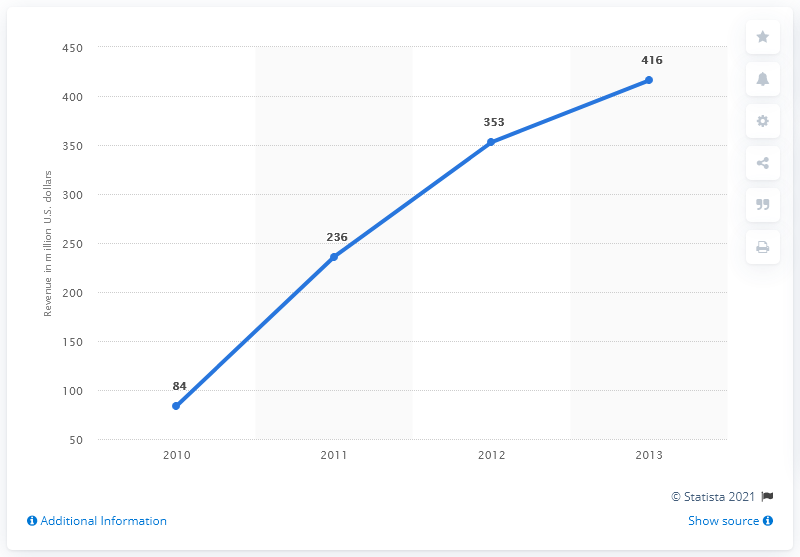 450
400
350
300
250
200
150
100
50
Revenue in million U.S. dollars
84
236
353
416
2010 2011 2012 2013
© Statista 2021
Additional Information
Show source